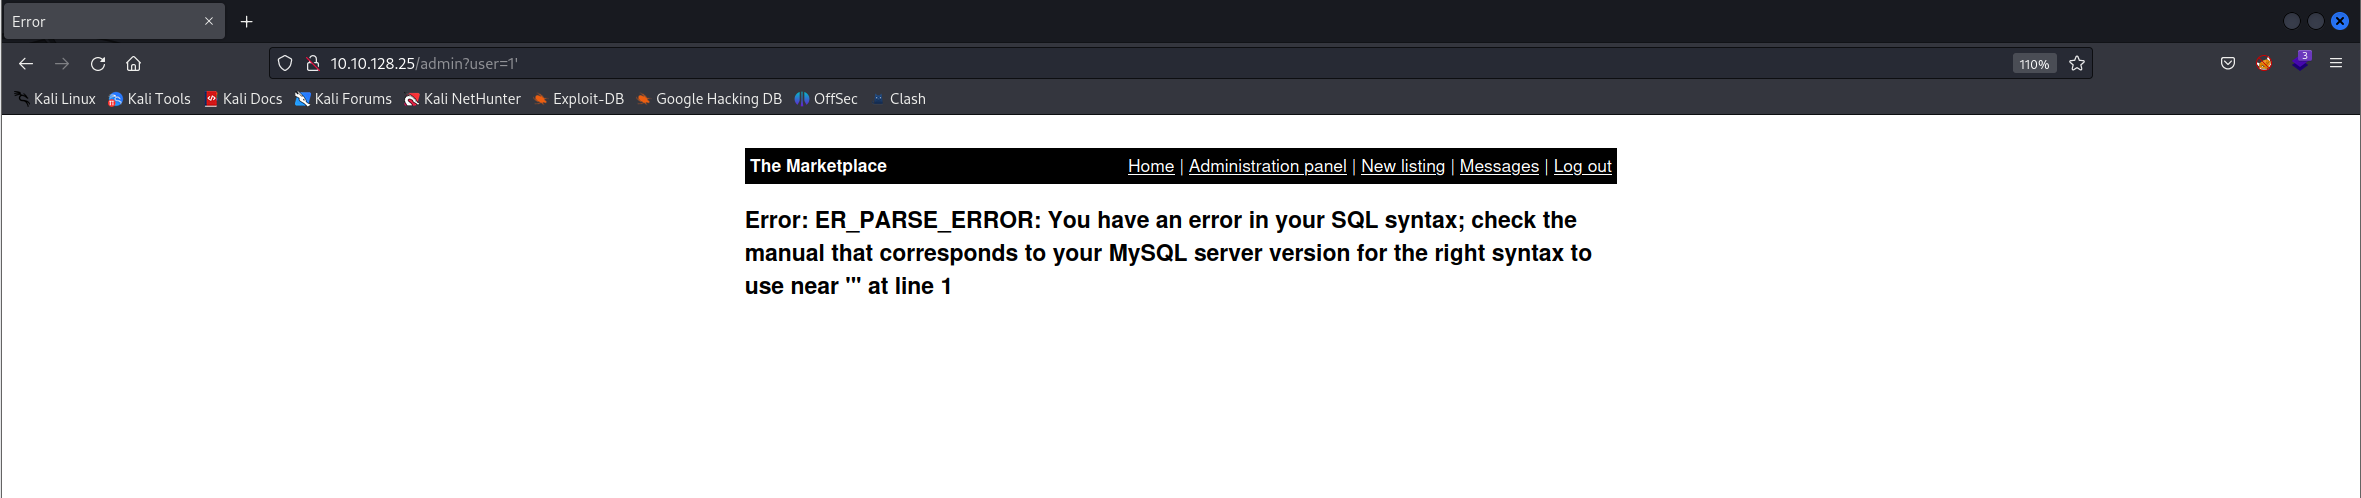 Error
10.10.128.25/admin?user=1'
110%
3
Kali Linux Kali Tools Kali Docs Kali Forums Kali NetHunter Exploit-DB Google Hacking DB OffSec Clash
The Marketplace Home | Administration panel | New listing | Messages | Log out
Error: ER_PARSE_ERROR: You have an error in your SQL syntax; check the
manual that corresponds to your MySQL server version for the right syntax to
use near ''' at line 1